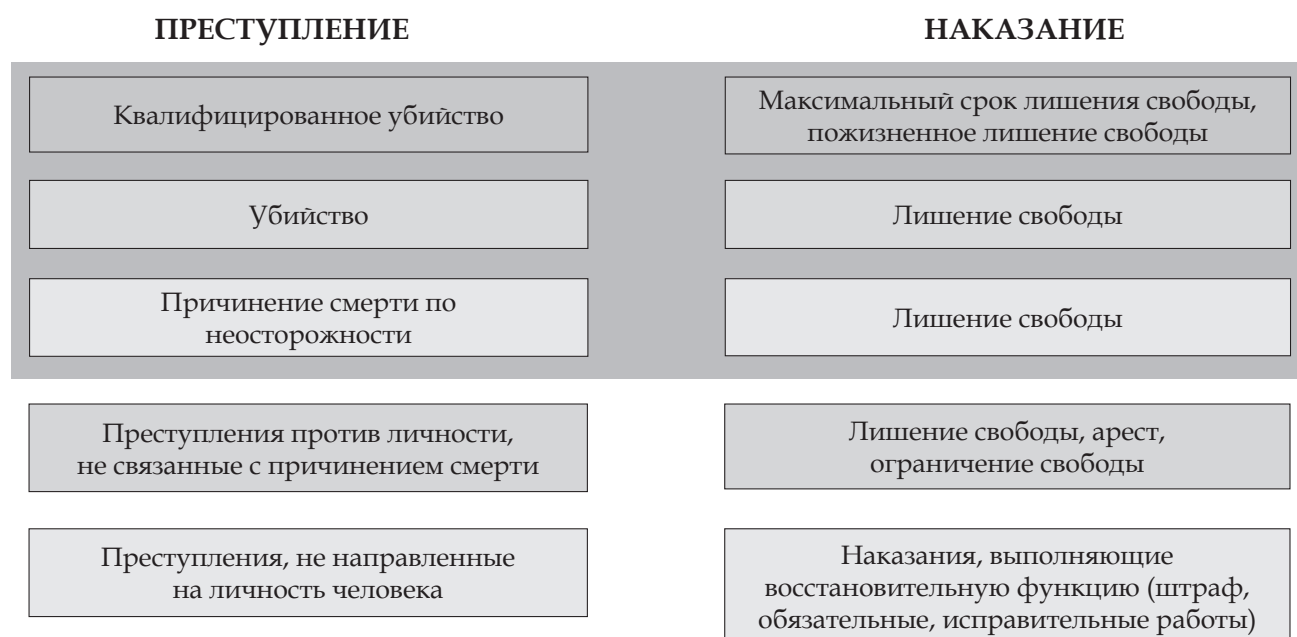 ПРЕСТУПЛЕНИЕ
НАКАЗАНИЕ
Квалифицированное убийство
Максимальный срок лишения свободы,
пожизненное лишение свободы
Убийство
Лишение свободы
Причинение смерти по
неосторожности
Лишение свободы
Преступления против личности,
не связанные с причинением смерти
Лишение свободы, арест,
ограничение свободы
Преступления, не направленные
на личность человека
Наказания, выполняющие
восстановительную функцию (штраф,
обязательные, исправительные работы)